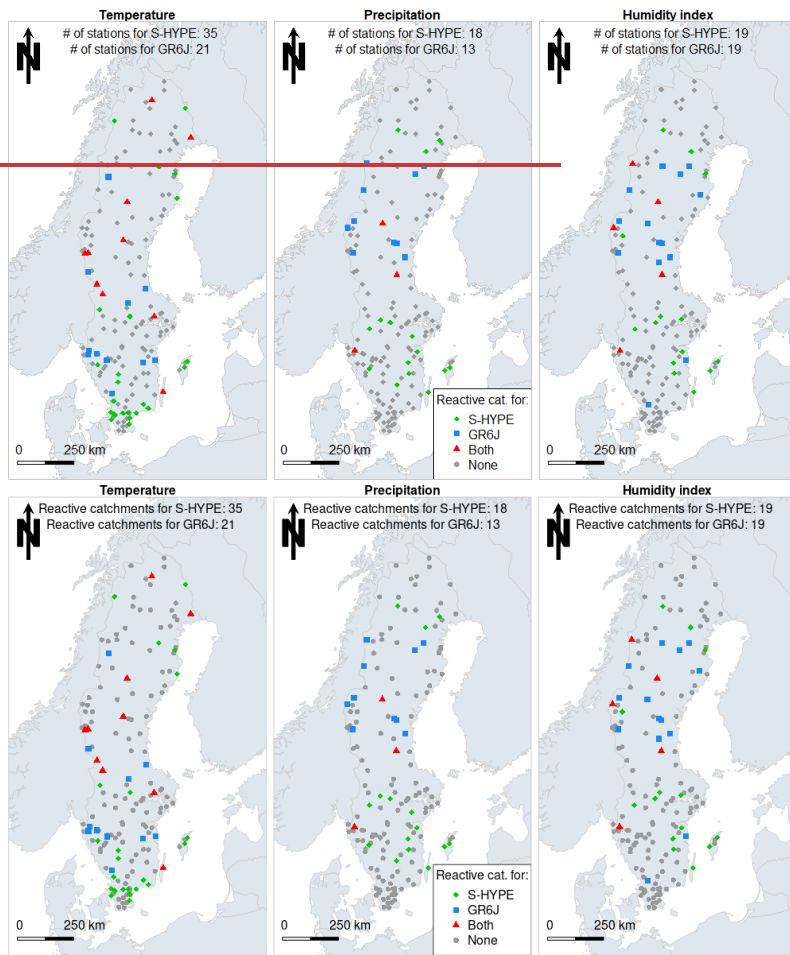 Temperature
Precipitation
Humidity index
# of stations for S-HYPE: 35
# of stations for GR6J: 21
# of stations for S-HYPE: 18
# of stations for GR6J: 13
# of stations for S-HYPE: 19
# of stations for GR6J: 19
N
N
N
Reactive cat. for:
S-HYPE
GR6J
Both
None
0 250 km
0 250 km
0 250 km
Temperature
Precipitation
Humidity index
Reactive catchments for S-HYPE: 35
Reactive catchments for GR6J: 21
Reactive catchments for S-HYPE: 18
Reactive catchments for GR6J: 13
Reactive catchments for S-HYPE: 19
Reactive catchments for GR6J: 19
N
N
N
Reactive cat. for:
S-HYPE
GR6J
Both
None
0 250 km
0 250 km
0 250 km